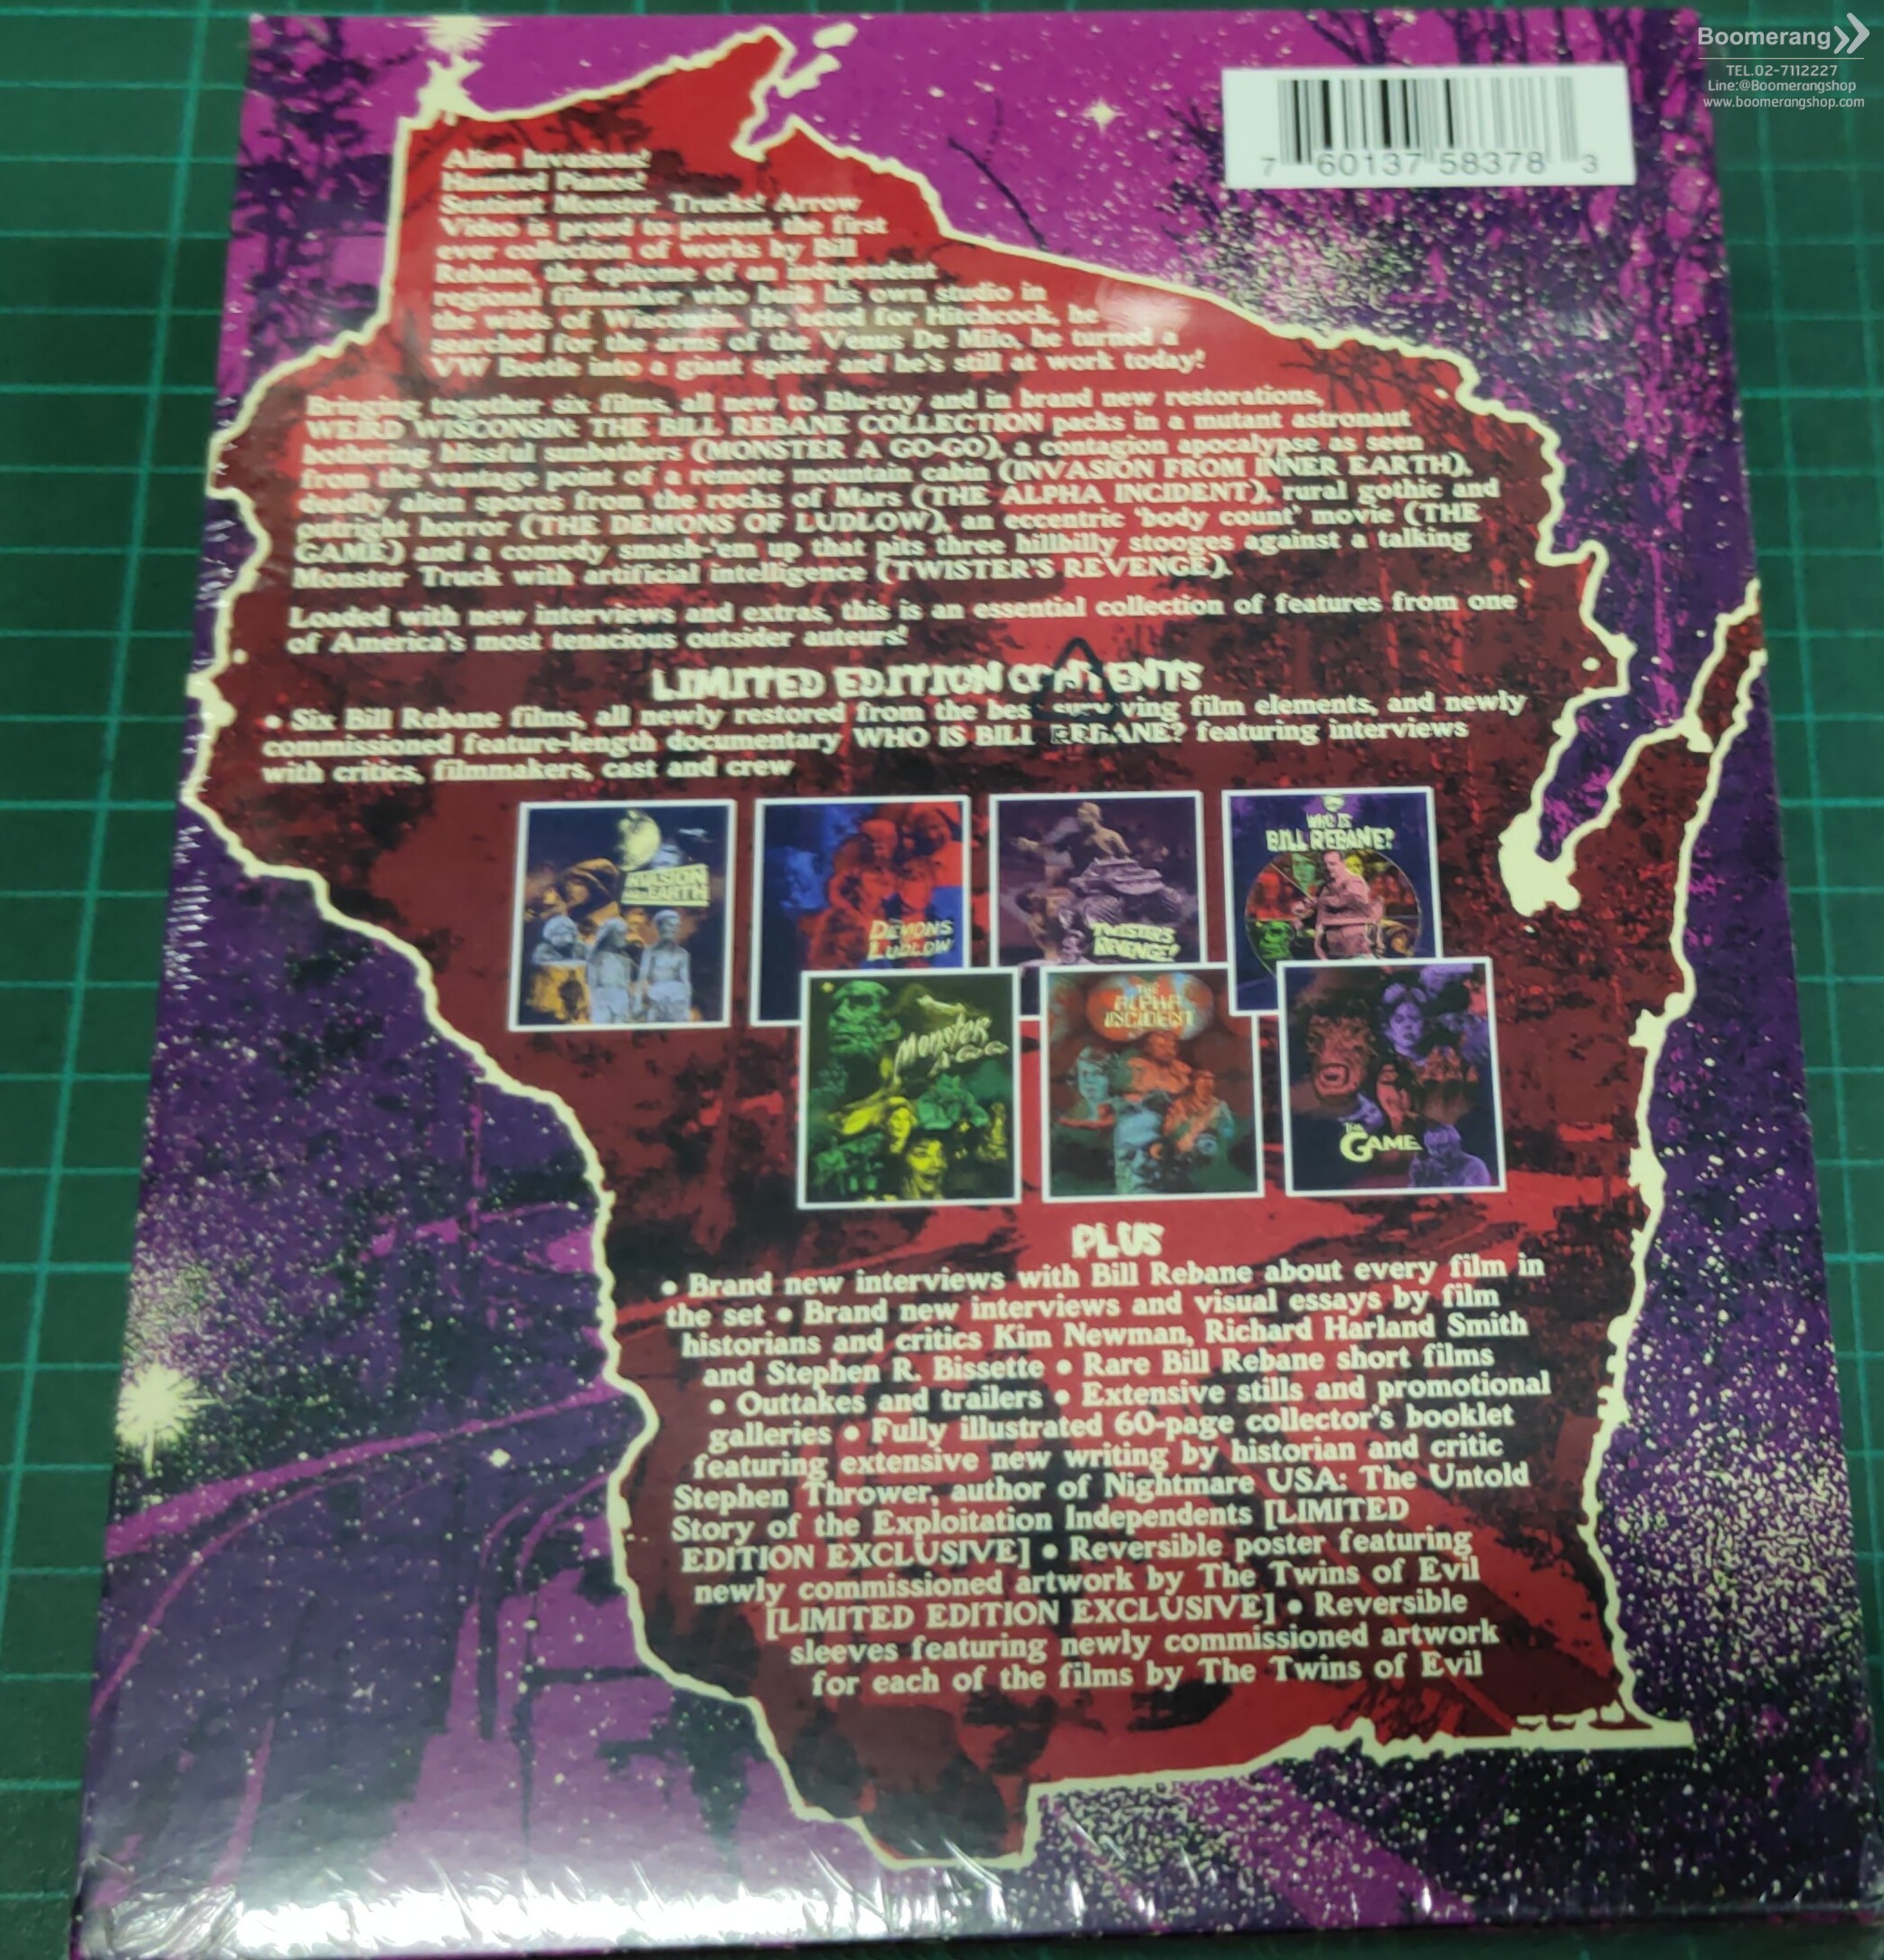 Boomerang
TEL.02-7112227
Line:@Boomerangshop
www.boomerangshop.com
7 60137 58378 3
Alien Invasions!
Haunted Pianos!
Sentient Monster Trucks! Arrow
Video is proud to present the first
ever collection of works by Bill
Rebane, the epitome of an independent
regional filmmaker who built his own studio in
the wilds of Wisconsin. He acted for Hitchcock, he
searched for the arms of the Venus De Milo, he turned a
VW Beetle into a giant spider and he's still at work today!
Bringing together six films, all new to Blu-ray and in brand new restorations,
WEIRD WISCONSIN: THE BILL REBANE COLLECTION packs in a mutant astronaut
bothering blissful sunbathers (MONSTER A GO-GO), a contagion apocalypse as seen
from the vantage point of a remote mountain cabin (INVASION FROM INNER EARTH),
deadly alien spores from the rocks of Mars (THE ALPHA INCIDENT), rural gothic and
outright horror (THE DEMONS OF LUDLOW), an eccentric 'body count' movie (THE
GAME) and a comedy smash-'em up that pits three hillbilly stooges against a talking
Monster Truck with artificial intelligence (TWISTER'S REVENGE).
Loaded with new interviews and extras, this is an essential collection of features from one
of America's most tenacious outsider auteurs!
LIMITED EDITION CONTENTS
• Six Bill Rebane films, all newly restored from the best surviving film elements, and newly
commissioned feature-length documentary WHO IS BILL REBANE? featuring interviews
with critics, filmmakers, cast and crew
EARTH
DEMONS
LUDLOW
TWISTER'S
REVENGE!
WHO IS
BILL REBANE?
Monster
A-Go Go
THE
ALPHA
INCIDENT
THE
GAME
PLUS
• Brand new interviews with Bill Rebane about every film in
the set • Brand new interviews and visual essays by film
historians and critics Kim Newman, Richard Harland Smith
and Stephen R. Bissette • Rare Bill Rebane short films
• Outtakes and trailers • Extensive stills and promotional
galleries • Fully illustrated 60-page collector's booklet
featuring extensive new writing by historian and critic
Stephen Thrower, author of Nightmare USA: The Untold
Story of the Exploitation Independents [LIMITED
EDITION EXCLUSIVE] • Reversible poster featuring
newly commissioned artwork by The Twins of Evil
[LIMITED EDITION EXCLUSIVE] • Reversible
sleeves featuring newly commissioned artwork
for each of the films by The Twins of Evil